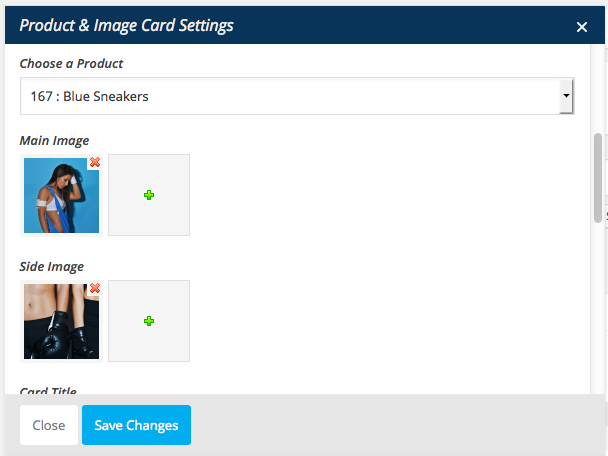 Product & Image Card Settings
Choose a Product
167 : Blue Sneakers
Main Image
Side Image
Card Title
Close
Save Changes